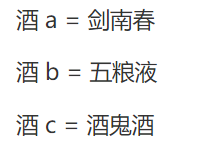 酒 a = 剑南春
酒 b = 五粮液
酒 c = 酒鬼酒